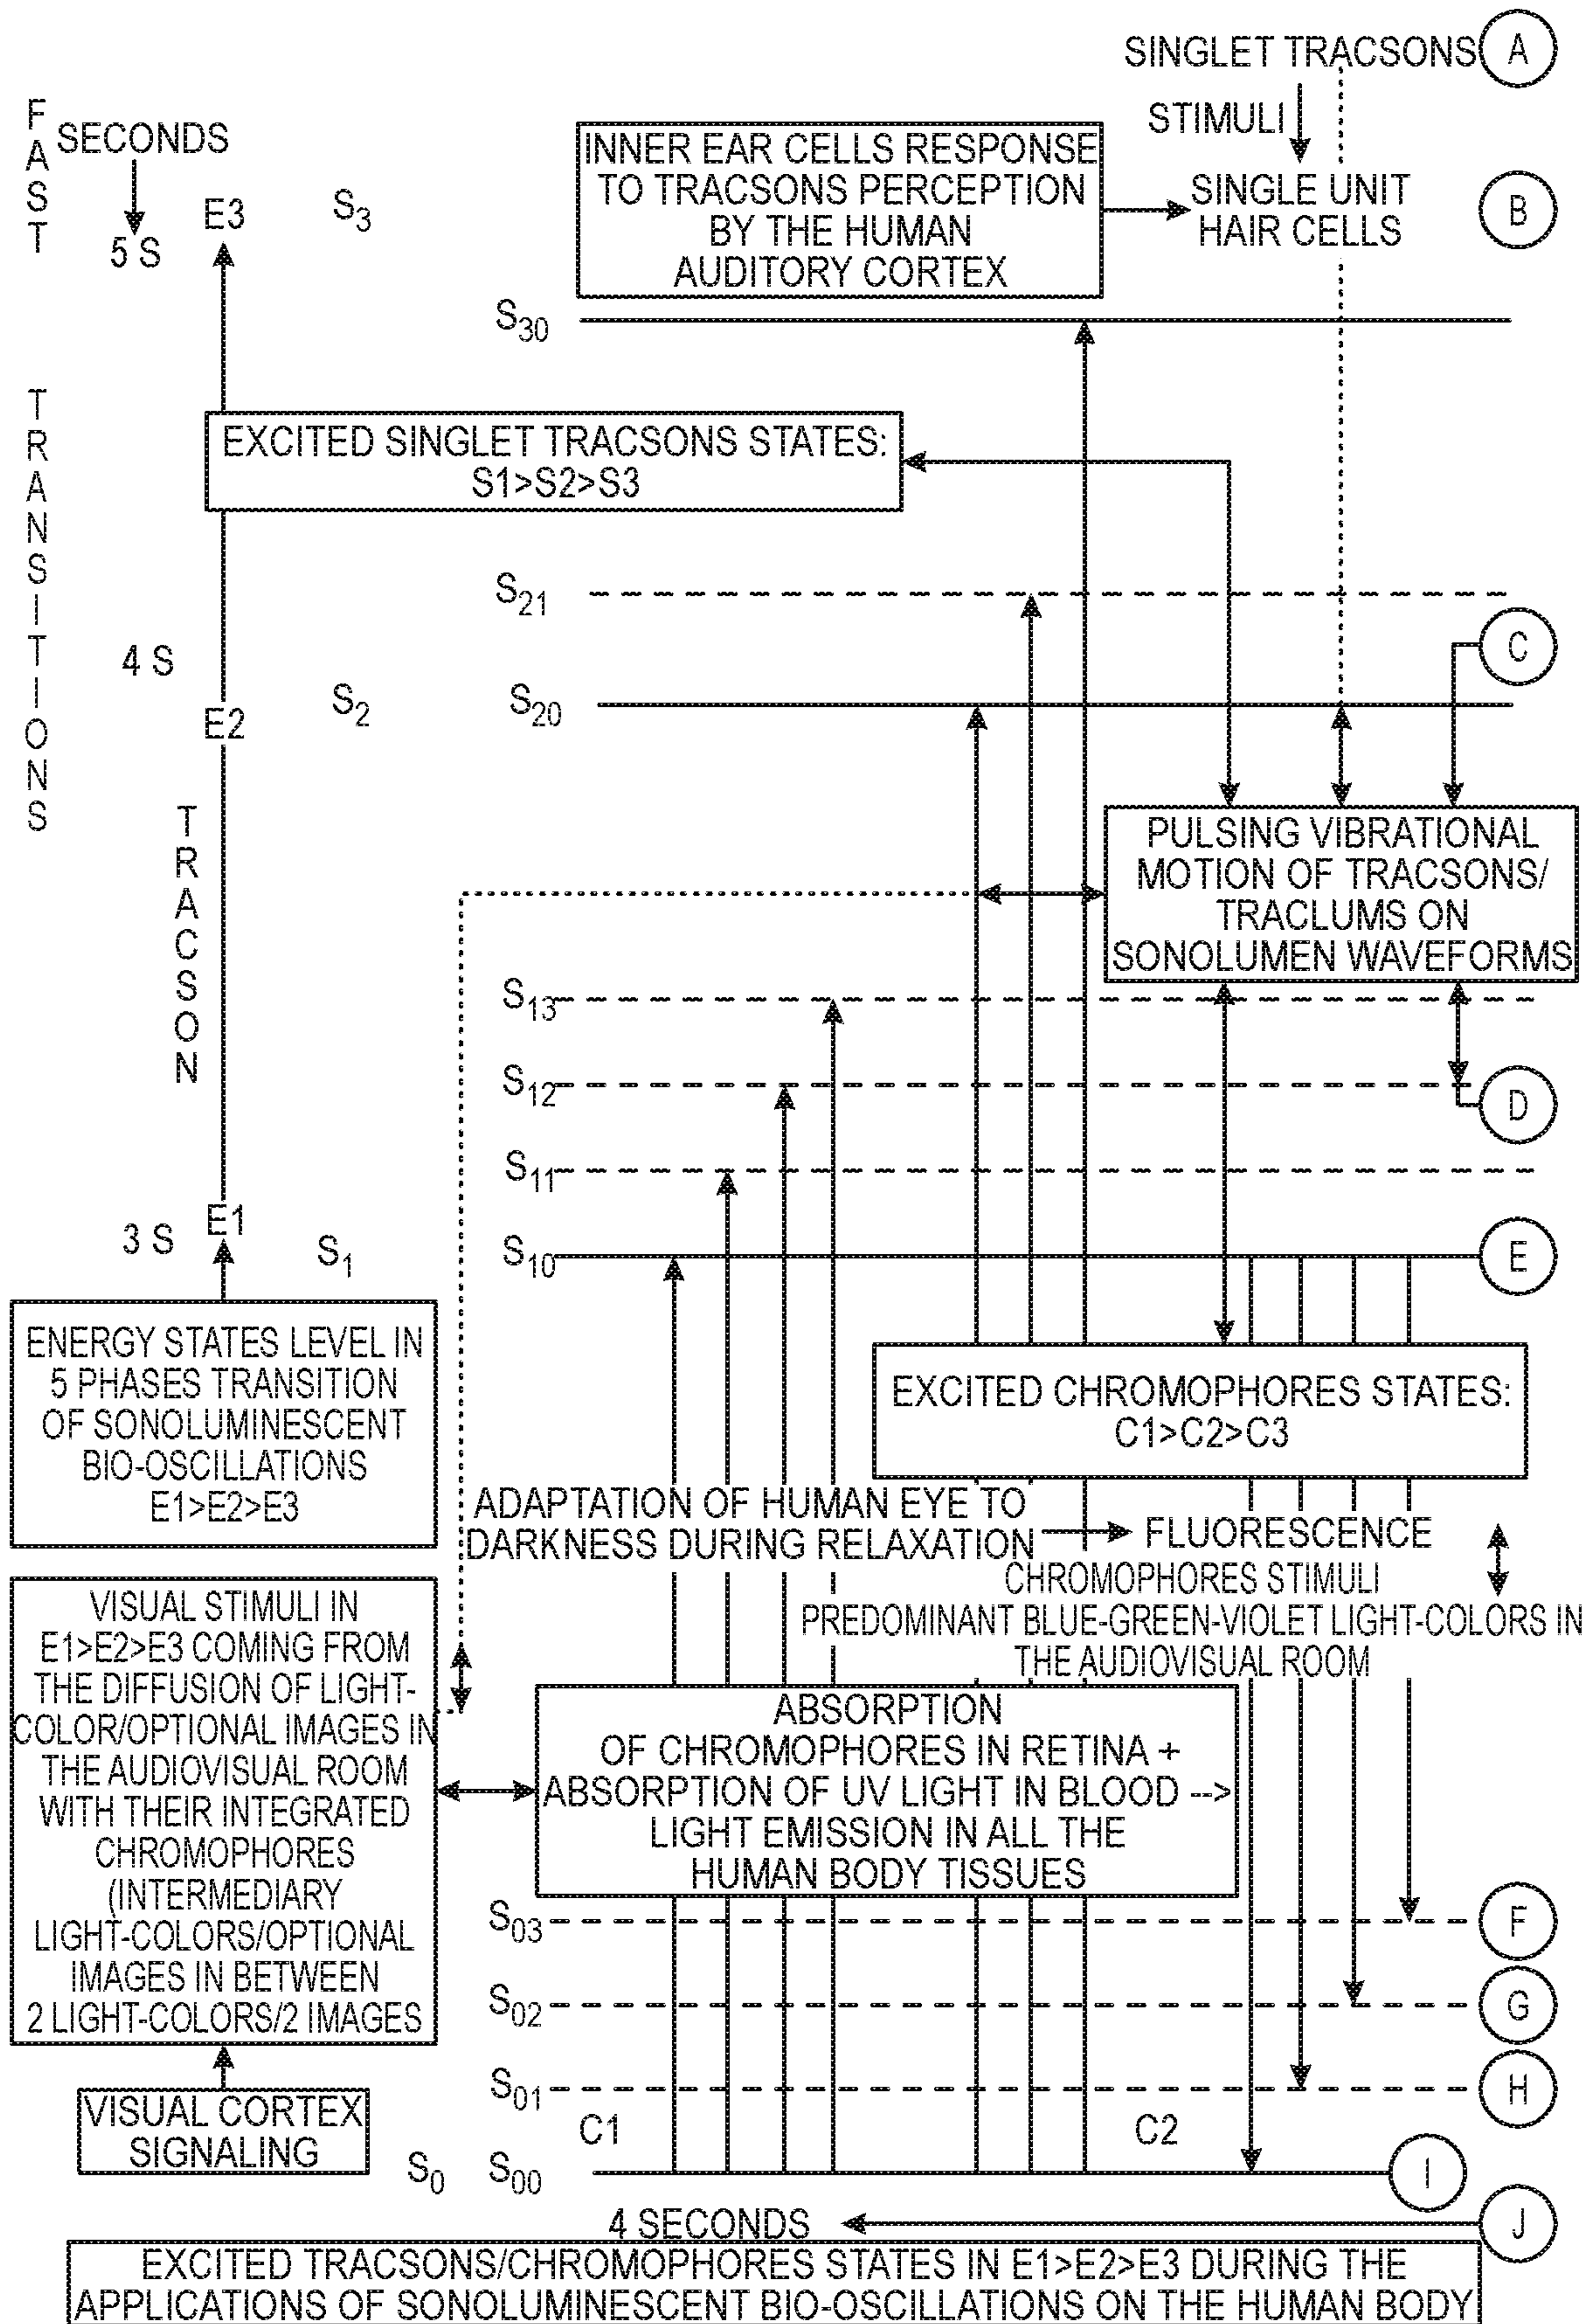 SINGLET TRACSONS
A
FAST
SECONDS
5 S
E3
S3
INNER EAR CELLS RESPONSE
TO TRACSONS PERCEPTION
BY THE HUMAN
AUDITORY CORTEX
STIMULI
SINGLE UNIT
HAIR CELLS
B
S30
TRANSITIONS
EXCITED SINGLET TRACSONS STATES:
S1>S2>S3
S21
4 S
C
E2
S2
S20
TRACSON
PULSING VIBRATIONAL
MOTION OF TRACSONS/
TRACLUMS ON
SONOLUMEN WAVEFORMS
S13
S12
D
S11
3 S
E1
S1
S10
E
ENERGY STATES LEVEL IN
5 PHASES TRANSITION
OF SONOLUMINESCENT
BIO-OSCILLATIONS
E1>E2>E3
EXCITED CHROMOPHORES STATES:
C1>C2>C3
ADAPTATION OF HUMAN EYE TO
DARKNESS DURING RELAXATION
FLUORESCENCE
CHROMOPHORES STIMULI
PREDOMINANT BLUE-GREEN-VIOLET LIGHT-COLORS IN
THE AUDIOVISUAL ROOM
VISUAL STIMULI IN
E1>E2>E3 COMING FROM
THE DIFFUSION OF LIGHT-
COLOR/OPTIONAL IMAGES IN
THE AUDIOVISUAL ROOM
WITH THEIR INTEGRATED
CHROMOPHORES
(INTERMEDIARY
LIGHT-COLORS/OPTIONAL
IMAGES IN BETWEEN
2 LIGHT-COLORS/2 IMAGES
ABSORPTION
OF CHROMOPHORES IN RETINA +
ABSORPTION OF UV LIGHT IN BLOOD -->
LIGHT EMISSION IN ALL THE
HUMAN BODY TISSUES
S03
F
S02
G
S01
H
VISUAL CORTEX
SIGNALING
C1
C2
S0
S00
I
4 SECONDS
J
EXCITED TRACSONS/CHROMOPHORES STATES IN E1>E2>E3 DURING THE
APPLICATIONS OF SONOLUMINESCENT BIO-OSCILLATIONS ON THE HUMAN BODY